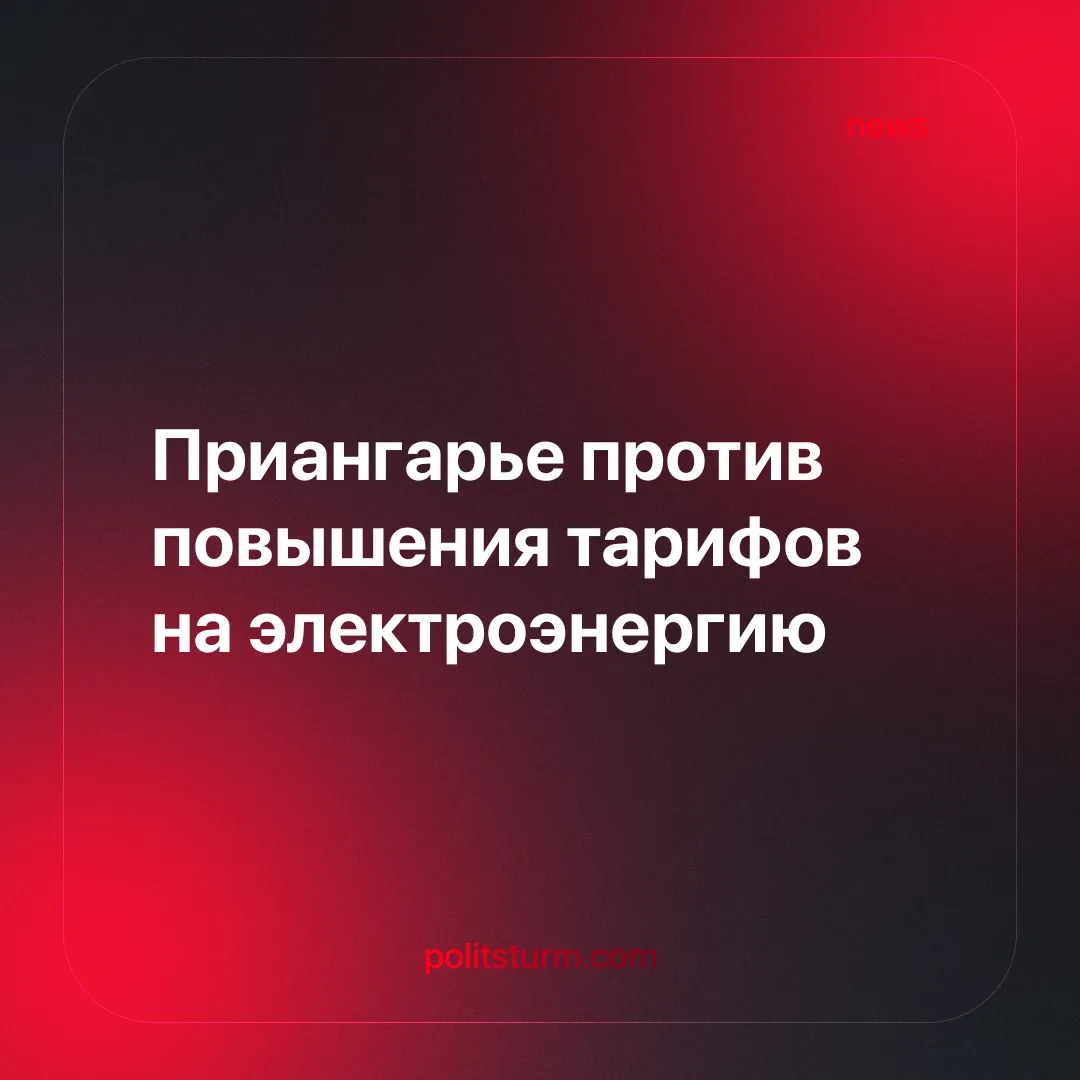 news
Приангарье против
повышения тарифов
на электроэнергию
politsturm.com